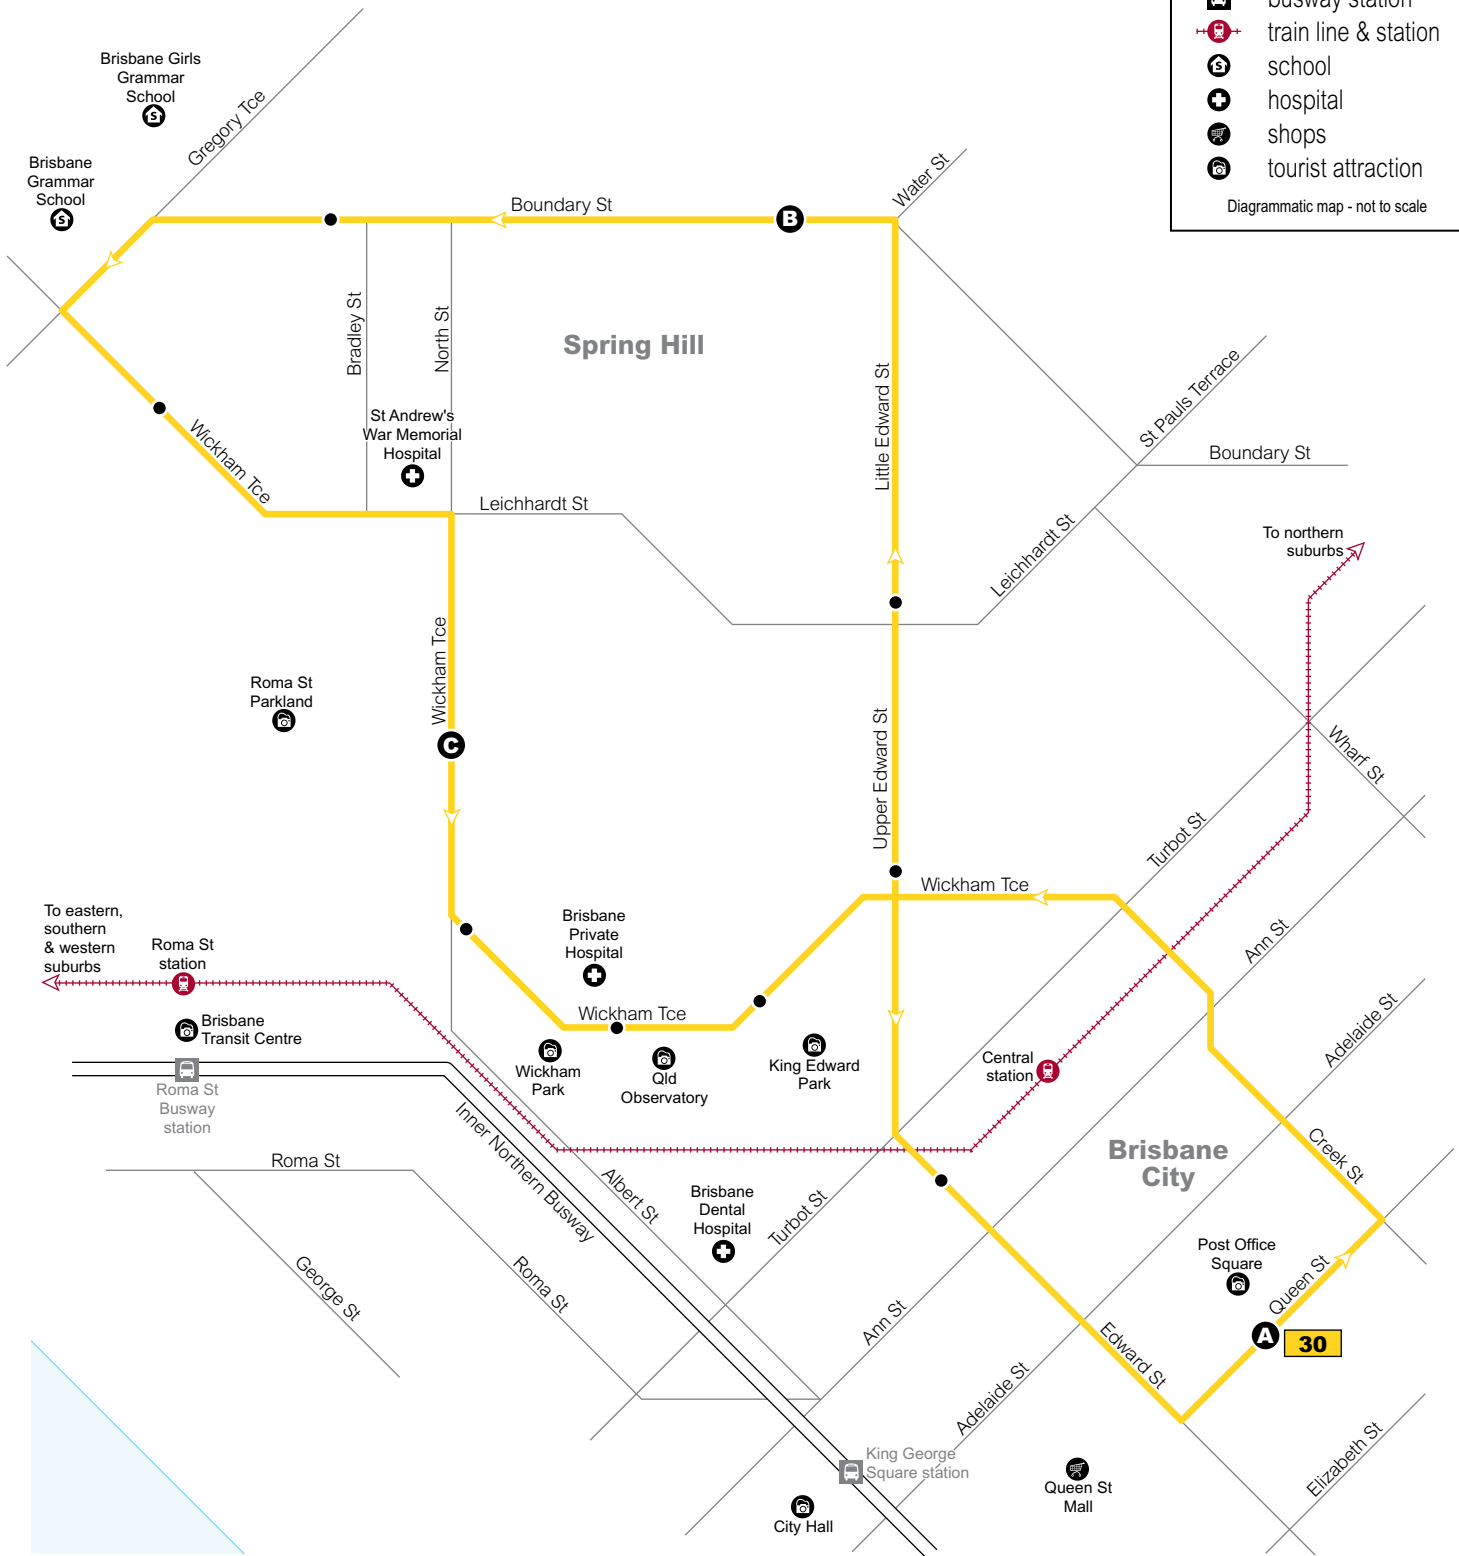 busway station
train line & station
school
hospital
shops
tourist attraction
Diagrammatic map - not to scale
Brisbane Girls
Grammar
School
Gregory Tce
Brisbane
Grammar
School
Water St
Boundary St
B
Bradley St
North St
Spring Hill
Little Edward St
St Pauls Terrace
Boundary St
St Andrew's
War Memorial
Hospital
Wickham Tce
Leichhardt St
Leichhardt St
To northern
suburbs
Wickham Tce
Roma St
Parkland
C
Upper Edward St
Wharf St
Turbot St
Wickham Tce
To eastern,
southern
& western
suburbs
Roma St
station
Brisbane
Private
Hospital
Ann St
Brisbane
Transit Centre
Wickham Tce
Adelaide St
Wickham
Park
Qld
Observatory
King Edward
Park
Central
station
Roma St
Busway
station
Inner Northern Busway
Brisbane
City
Creek St
Roma St
Albert St
Brisbane
Dental
Hospital
Turbot St
Post Office
Square
George St
Roma St
Ann St
Queen St
A
30
Edward St
Adelaide St
Elizabeth St
King George
Square station
Queen St
Mall
City Hall